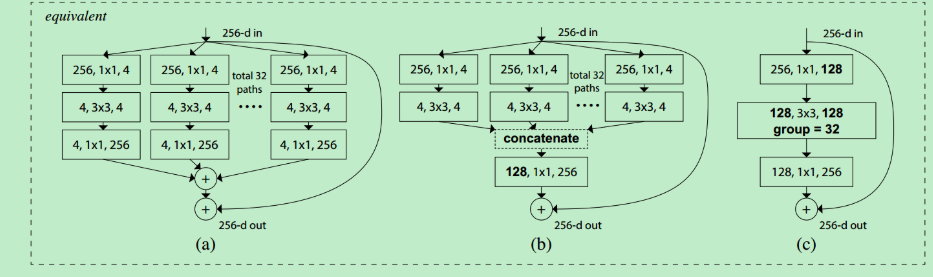 equivalent
256-d in
256, 1x1, 4
256, 1x1, 4
total 32
paths
256, 1x1, 4
4, 3x3, 4
4, 3x3, 4
....
4, 3x3, 4
4, 1x1, 256
4, 1x1, 256
4, 1x1, 256
+
+
256-d out
(a)
256-d in
256, 1x1, 4
256, 1x1, 4
total 32
paths
256, 1x1, 4
4, 3x3, 4
4, 3x3, 4
....
4, 3x3, 4
concatenate
128, 1x1, 256
+
256-d out
(b)
256-d in
256, 1x1, 128
128, 3x3, 128
group = 32
128, 1x1, 256
+
256-d out
(c)